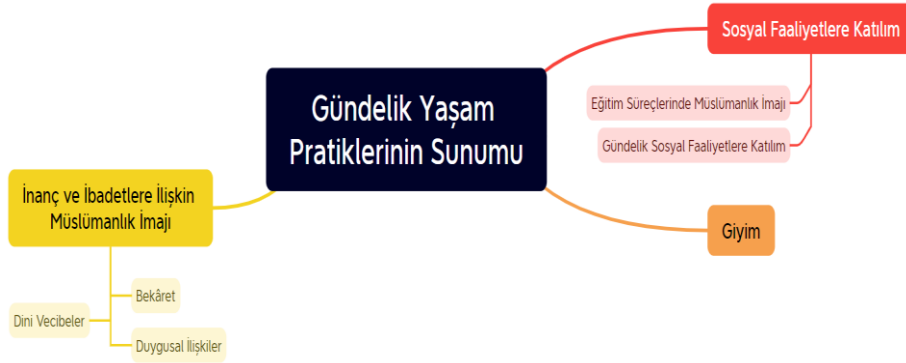 Sosyal Faaliyetlere Katılım
Gündelik Yaşam
Pratiklerinin Sunumu
Eğitim Süreçlerinde Müslümanlık İmajı
Gündelik Sosyal Faaliyetlere Katılım
İnanç ve İbadetlere İlişkin
Müslümanlık İmajı
Giyim
Bekâret
Dini Vecibeler
Duygusal İlişkiler